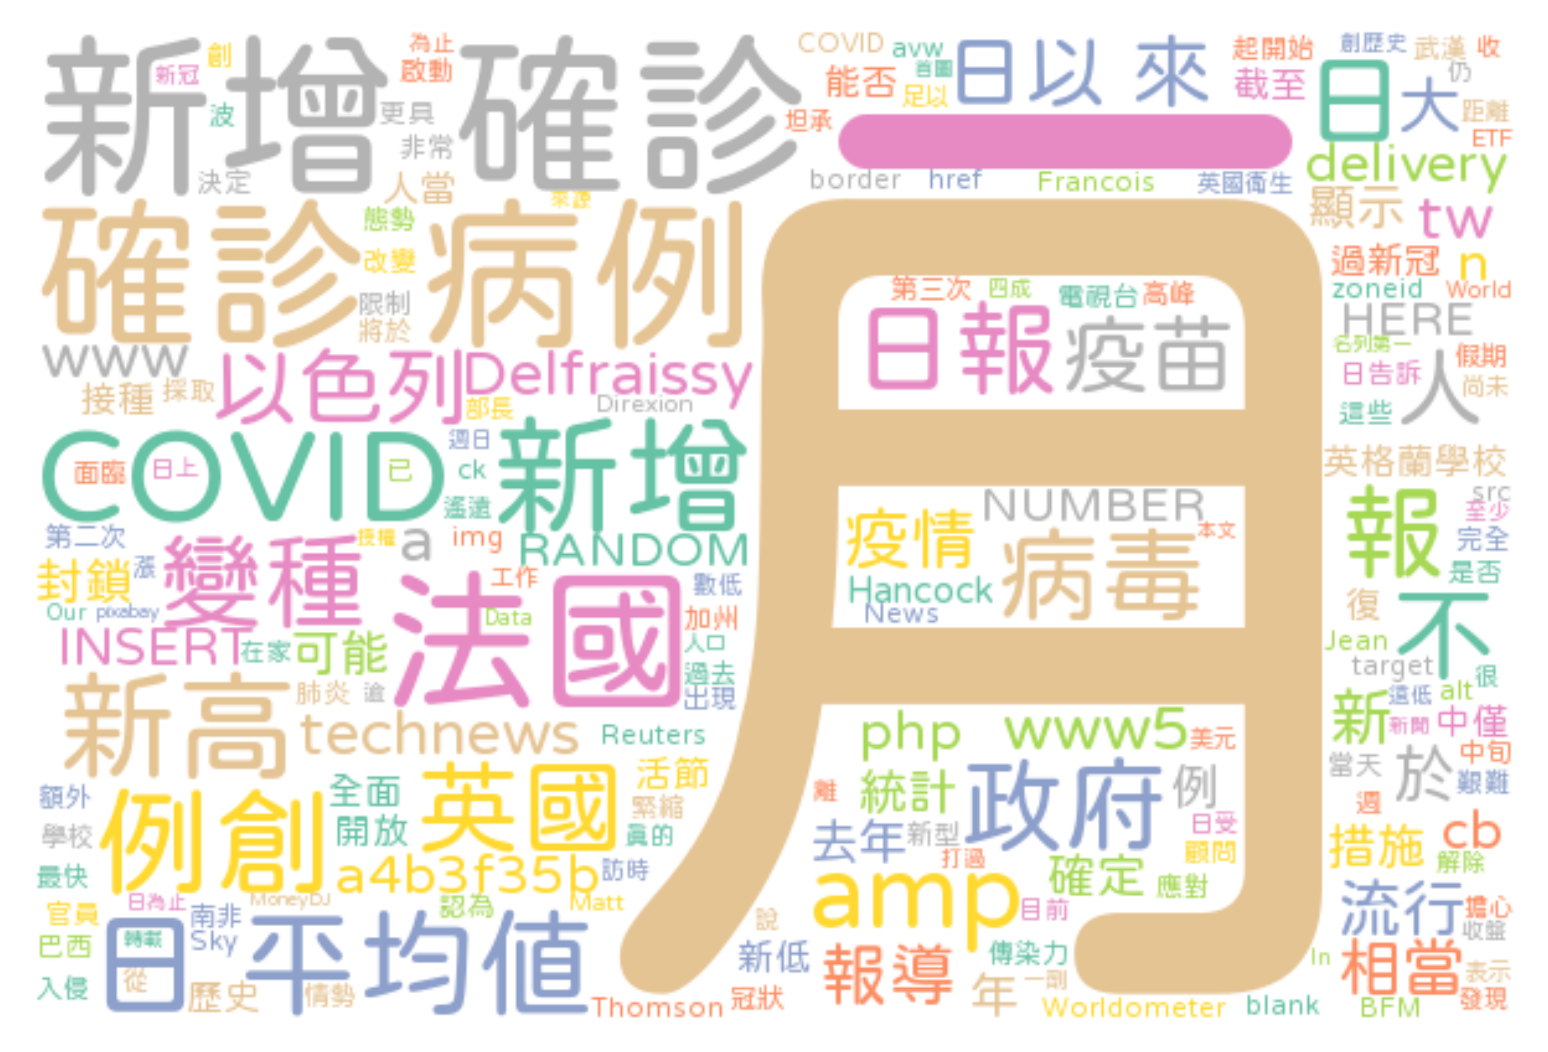 新增確診
新冠
創
波
決定
為止
啟動
更具
非常
人當
COVID
avw
首圖
能否
足以
坦承
日以來
起開始
截至
創歷史
武漢
收
仍
日
大
距離
ETF
一
border
href
Francois
英國衛生
delivery
確診病例
來源
態勢
改變
限制
將於
月
顯示
tw
過新冠
n
zoneid
World
HERE
第三次
四成
電視台
高峰
日報
疫苗
名列第一
假期
日告訴
人
尚未
這些
www
接種
採取
以色列
Delfraissy
部長
Direxion
COVID
面臨
日上
已
週日
ck
遙遠
新增
英格蘭學校
src
至少
報
完全
是否
第二次
漲
封鎖
變種
授權
a
img
RANDOM
疫情
NUMBER
病毒
本文
Hancock
News
Our
pixabay
工作
法國
Data
數低
加州
人口
過去
出現
復
不
Jean
target
很
INSERT
在家
可能
新高
肺炎
逾
technews
Reuters
遠低
alt
新
新聞
中僅
php
www5
美元
當天
於
中旬
艱難
週
額外
學校
例創
全面
開放
英國
活節
緊縮
真的
離
統計
政府
例
去年
新型
打過
日受
顧問
措施
cb
解除
最快
a4b3f35b
訪時
確定
應對
amp
目前
官員
日為止
MoneyDJ
認為
Matt
巴西
轉載
南非
Sky
日
從
平均值
說
新低
傳染力
流行
擔心
收盤
In
相當
表示
發現
入侵
歷史
情勢
Thomson
冠狀
報導
年
一劑
Worldometer
blank
BFM